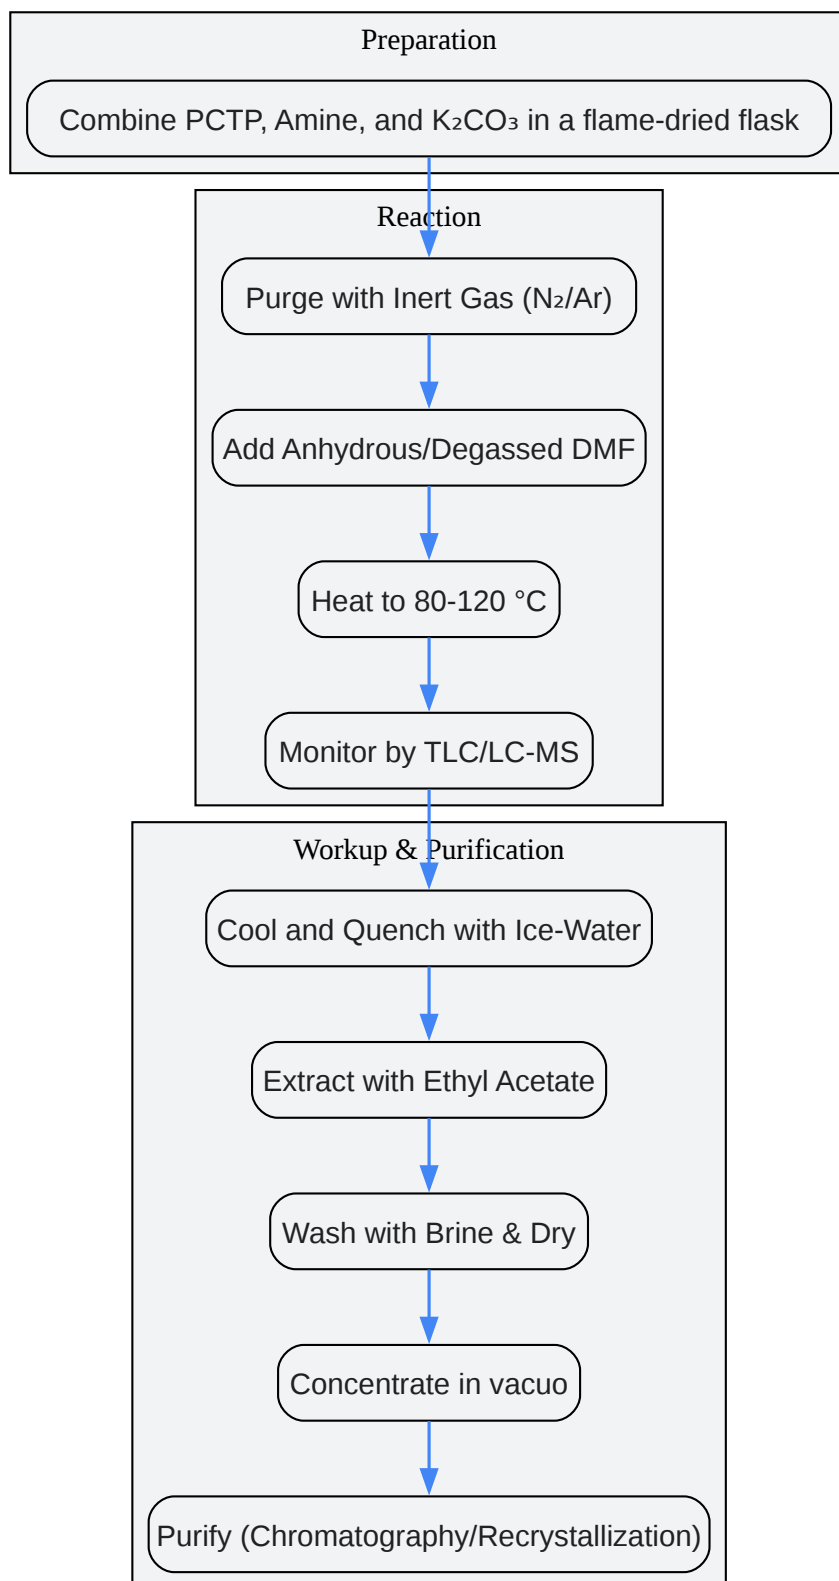 Preparation
Combine PCTP, Amine, and K₂CO₃ in a flame-dried flask
Reaction
Purge with Inert Gas (N₂/Ar)
Add Anhydrous/Degassed DMF
Heat to 80-120 °C
Monitor by TLC/LC-MS
Workup & Purification
Cool and Quench with Ice-Water
Extract with Ethyl Acetate
Wash with Brine & Dry
Concentrate in vacuo
Purify (Chromatography/Recrystallization)